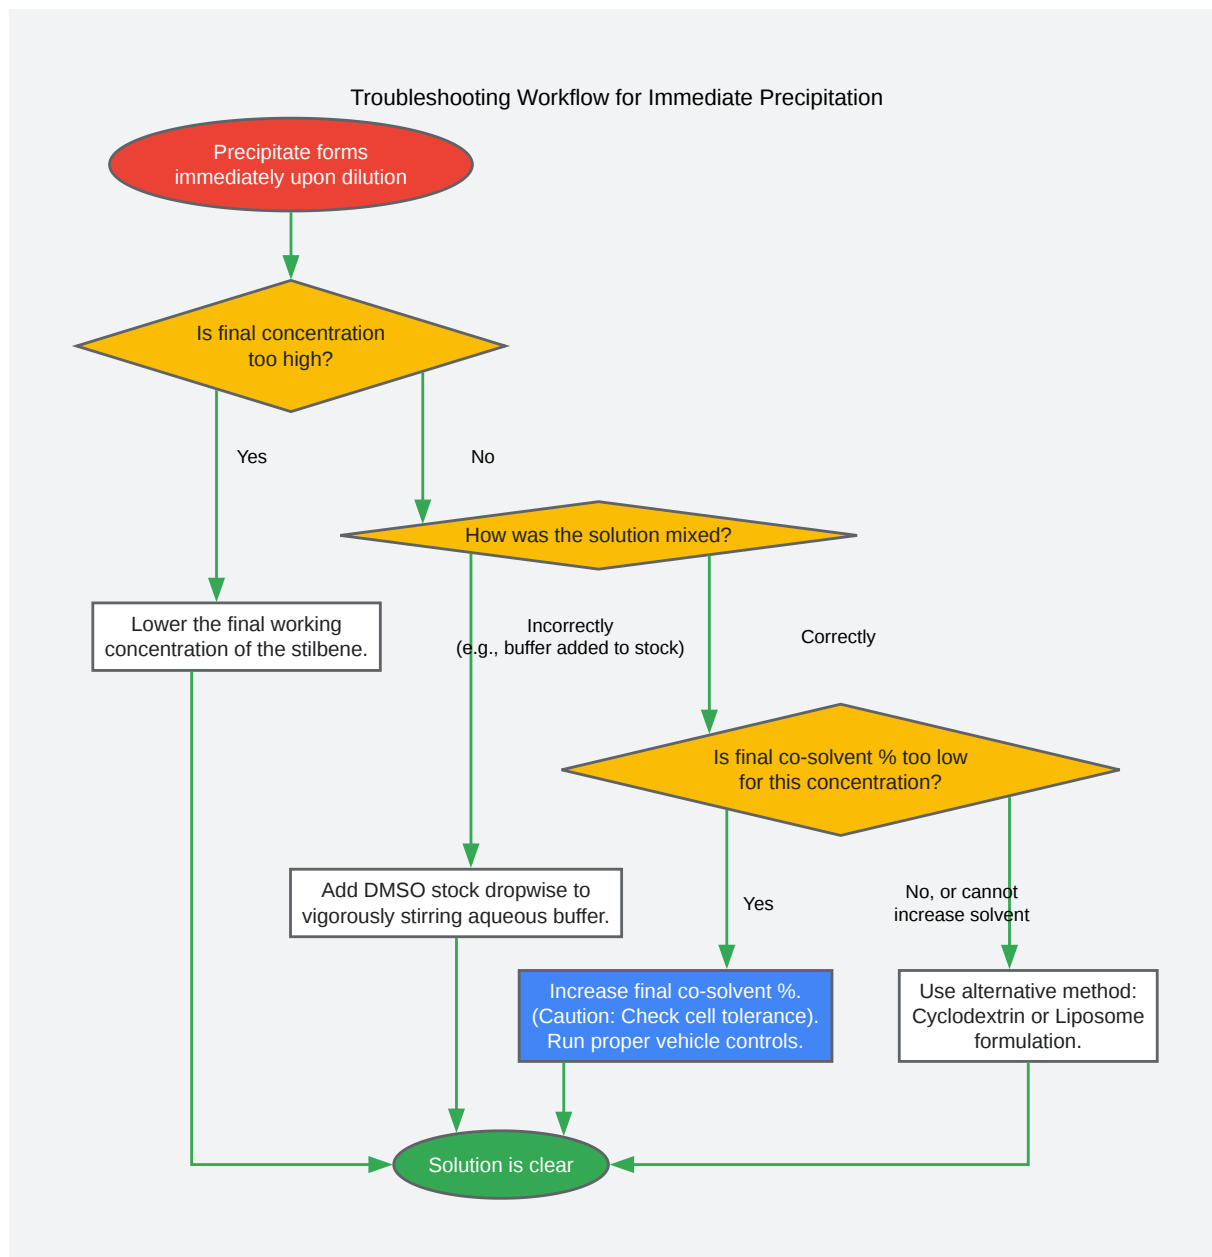 Troubleshooting Workflow for Immediate Precipitation
Precipitate forms
immediately upon dilution
Is final concentration
too high?
Yes
No
How was the solution mixed?
Lower the final working
concentration of the stilbene.
Incorrectly
(e.g., buffer added to stock)
Correctly
Is final co-solvent % too low
for this concentration?
Add DMSO stock dropwise to
vigorously stirring aqueous buffer.
Yes
No, or cannot
increase solvent
Increase final co-solvent %.
(Caution: Check cell tolerance).
Run proper vehicle controls.
Use alternative method:
Cyclodextrin or Liposome
formulation.
Solution is clear